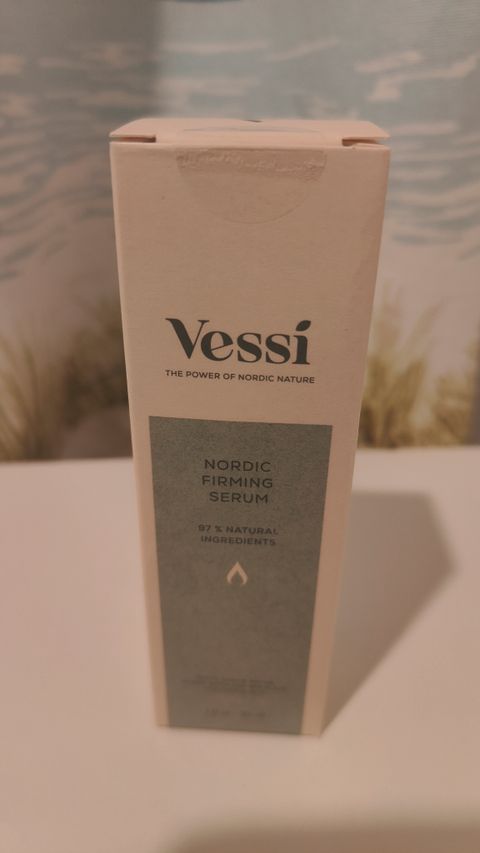 Vessi
THE POWER OF NORDIC NATURE
NORDIC
FIRMING
SERUM
97 % NATURAL
INGREDIENTS